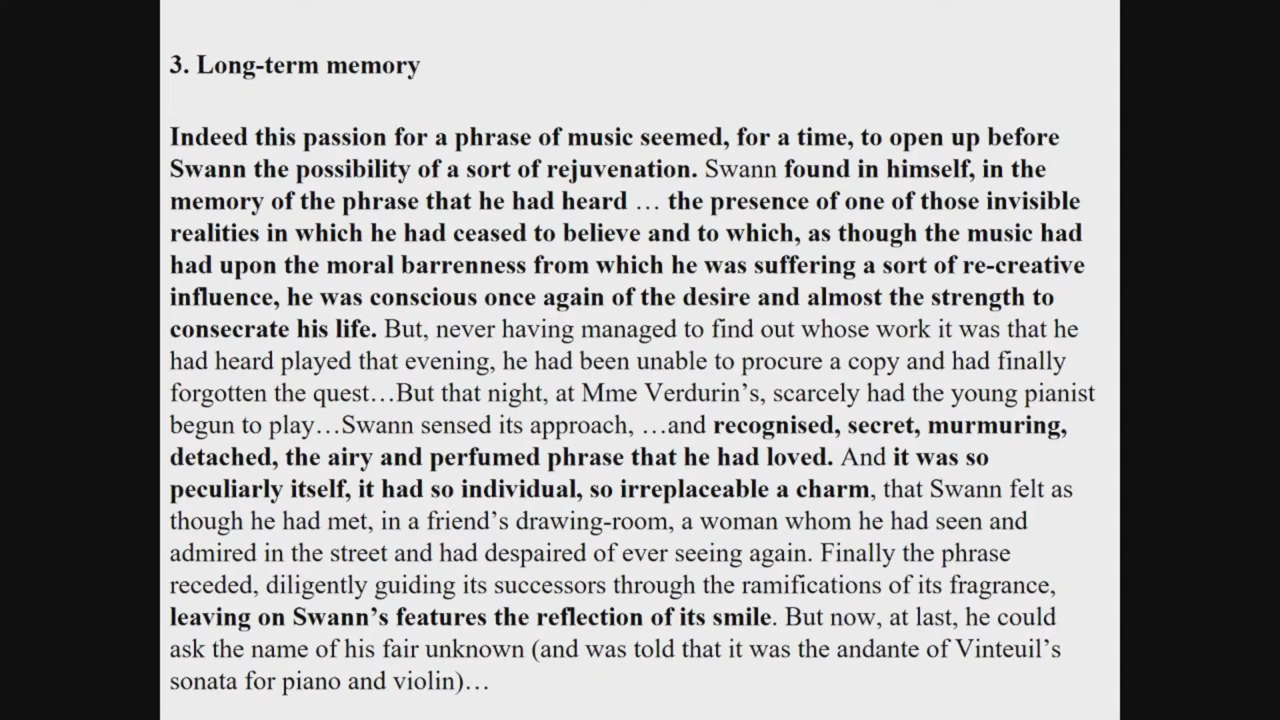 3. Long-term memory
Indeed this passion for a phrase of music seemed, for a time, to open up before
Swann the possibility of a sort of rejuvenation. Swann found in himself, in the
memory of the phrase that he had heard … the presence of one of those invisible
realities in which he had ceased to believe and to which, as though the music had
had upon the moral barrenness from which he was suffering a sort of re-creative
influence, he was conscious once again of the desire and almost the strength to
consecrate his life. But, never having managed to find out whose work it was that he
had heard played that evening, he had been unable to procure a copy and had finally
forgotten the quest…But that night, at Mme Verdurin’s, scarcely had the young pianist
begun to play…Swann sensed its approach, …and recognised, secret, murmuring,
detached, the airy and perfumed phrase that he had loved. And it was so
peculiarly itself, it had so individual, so irreplaceable a charm, that Swann felt as
though he had met, in a friend’s drawing-room, a woman whom he had seen and
admired in the street and had despaired of ever seeing again. Finally the phrase
receded, diligently guiding its successors through the ramifications of its fragrance,
leaving on Swann’s features the reflection of its smile. But now, at last, he could
ask the name of his fair unknown (and was told that it was the andante of Vinteuil’s
sonata for piano and violin)…